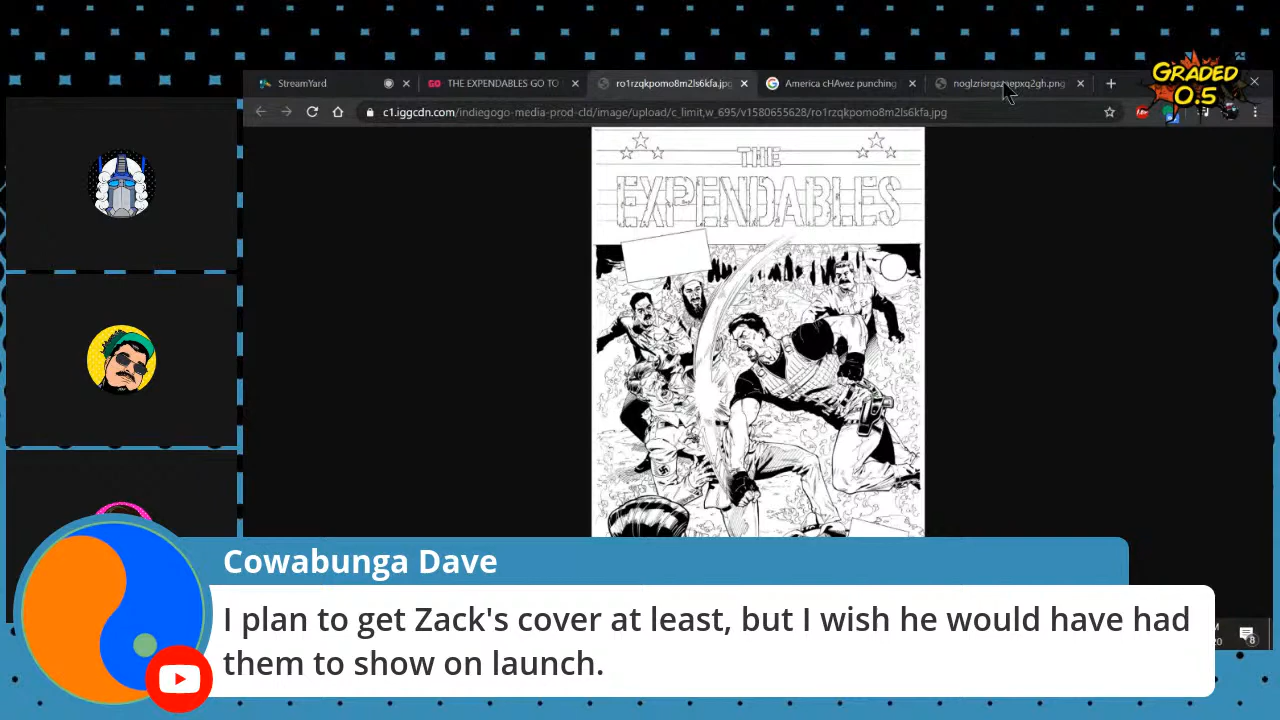 StreamYard
GO THE EXPENDABLES GO TO
ro1rzqkpomo8m2ls6kfa.jpg
America cHAvez punching
GRADED
0.5
c1.iggcdn.com/indiegogo-media-prod-cld/image/upload/c_limit,w_695/v1580655628/ro1rzqkpomo8m2ls6kfa.jpg
THE
EXPENDABLES
Cowabunga Dave
I plan to get Zack's cover at least, but I wish he would have had
them to show on launch.
8